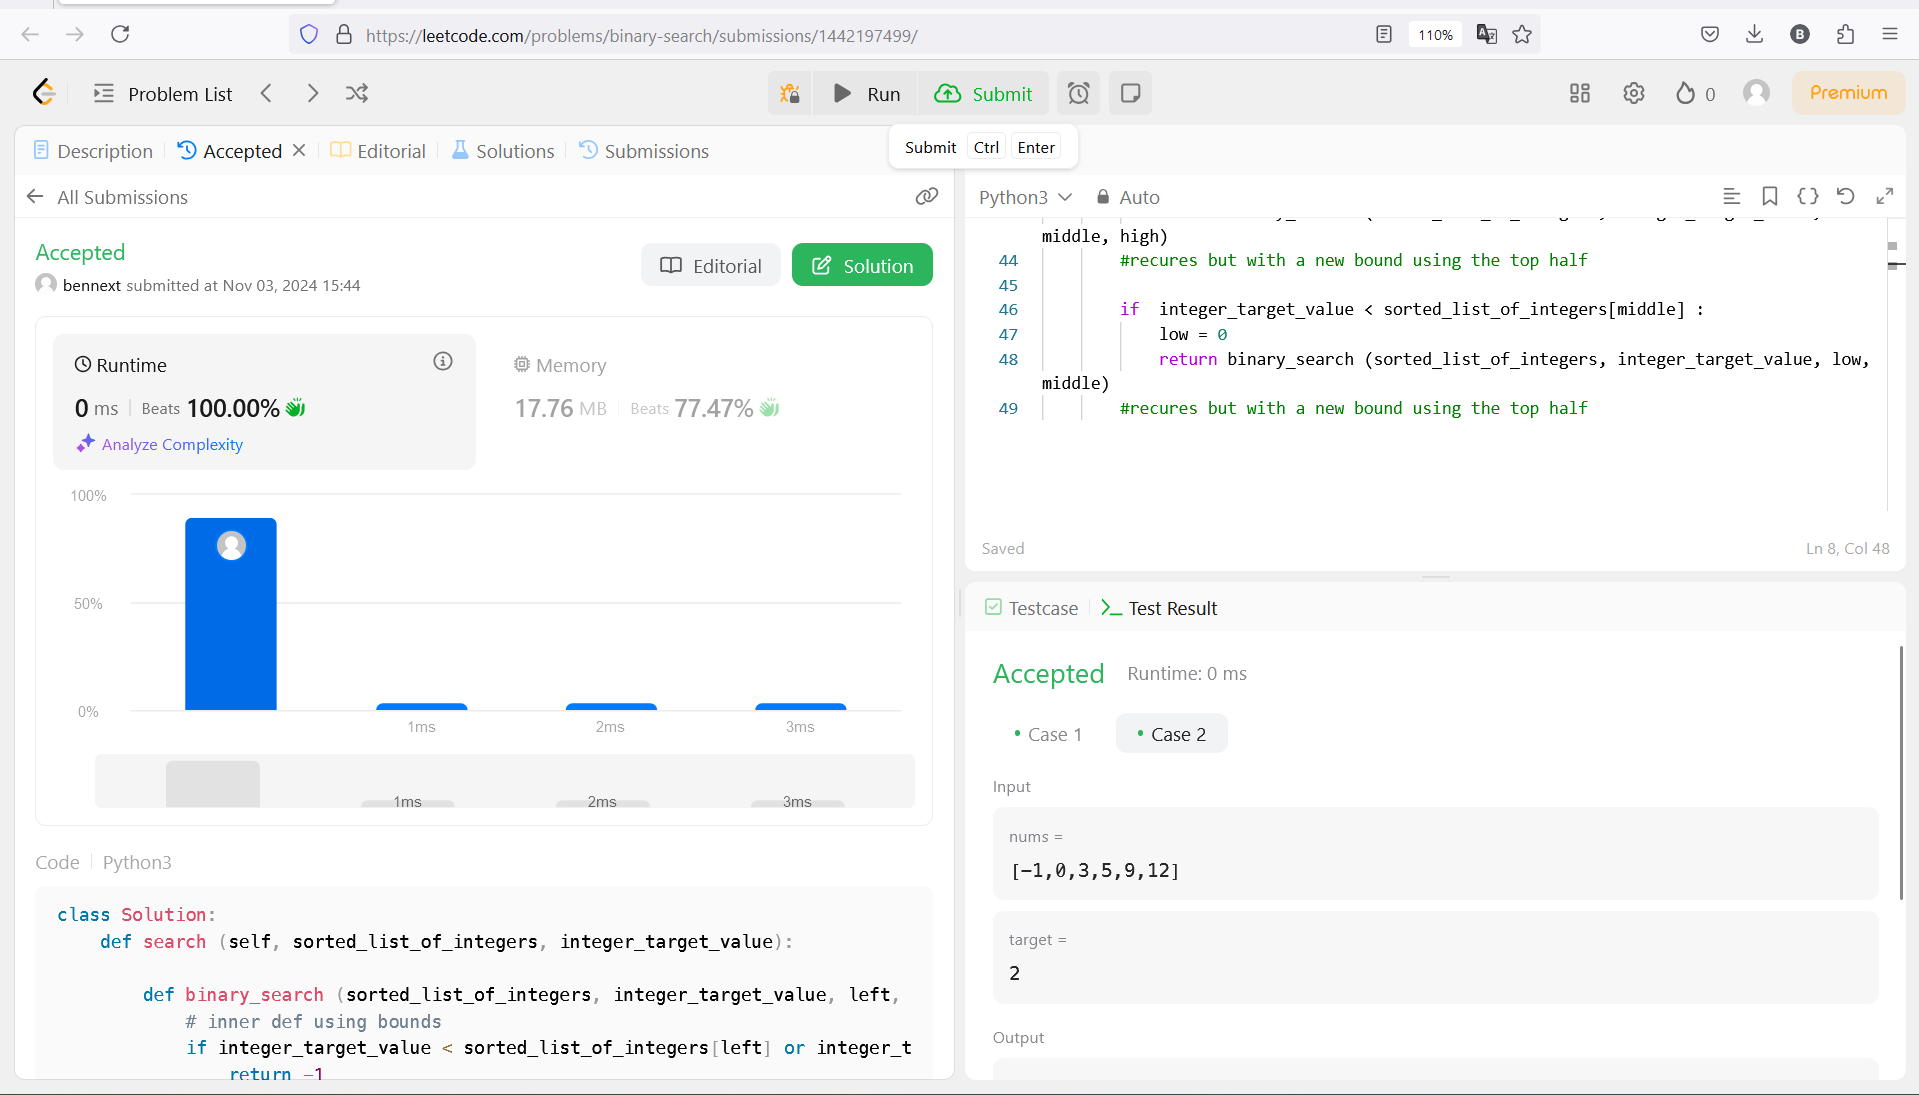 https://leetcode.com/problems/binary-search/submissions/1442197499/
110%
B
Problem List
Run
Submit
0
Premium
Description
Accepted
Editorial
Solutions
Submissions
Submit Ctrl Enter
All Submissions
Accepted
bennext submitted at Nov 03, 2024 15:44
Editorial
Solution
Runtime
0 ms
Beats 100.00%
Analyze Complexity
Memory
17.76 MB
Beats 77.47%
100%
50%
0%
1ms
2ms
3ms
1ms
2ms
3ms
Code
Python3
class Solution:
def search (self, sorted_list_of_integers, integer_target_value):
def binary_search (sorted_list_of_integers, integer_target_value, left,
# inner def using bounds
if integer_target_value < sorted_list_of_integers[left] or integer_t
return -1
Python3
Auto
middle, high)
44 #recures but with a new bound using the top half
45
46 if  integer_target_value < sorted_list_of_integers[middle] :
47 low = 0
48 return binary_search (sorted_list_of_integers, integer_target_value, low,
middle)
49 #recures but with a new bound using the top half
Saved
Ln 8, Col 48
Testcase
Test Result
Accepted
Runtime: 0 ms
Case 1
Case 2
Input
nums =
[-1,0,3,5,9,12]
target =
2
Output